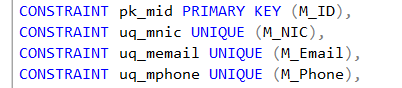 CONSTRAINT pk_mid PRIMARY KEY (M_ID),
CONSTRAINT uq_mnic UNIQUE (M_NIC),
CONSTRAINT uq_memail UNIQUE (M_Email),
CONSTRAINT uq_mphone UNIQUE (M_Phone),